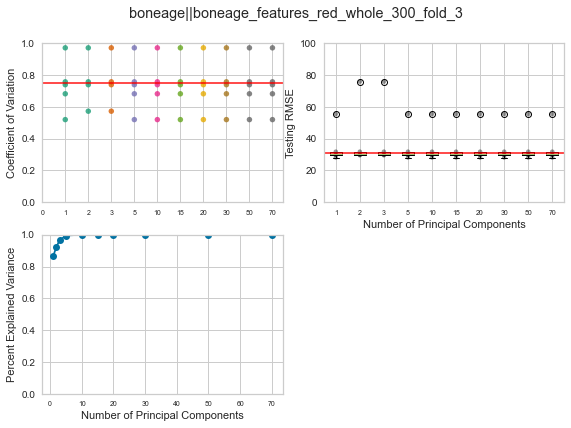 boneage||boneage_features_red_whole_300_fold_3
Coefficient of Variation
1.0
0.8
0.6
0.4
0.2
0.0
0 1 2 3 5 10 15 20 30 50 70
Testing RMSE
100
80
60
40
20
0
1 2 3 5 10 15 20 30 50 70
Number of Principal Components
Percent Explained Variance
1.0
0.8
0.6
0.4
0.2
0.0
0 10 20 30 40 50 60 70
Number of Principal Components